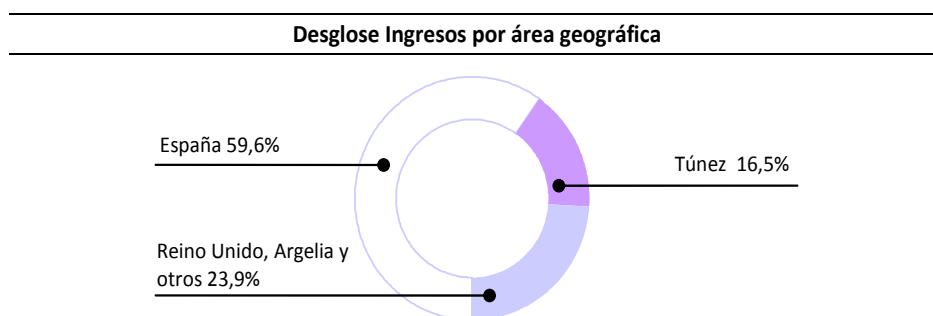 Desglose Ingresos por área geográfica
España 59,6%
Túnez 16,5%
Reino Unido, Argelia y
otros 23,9%